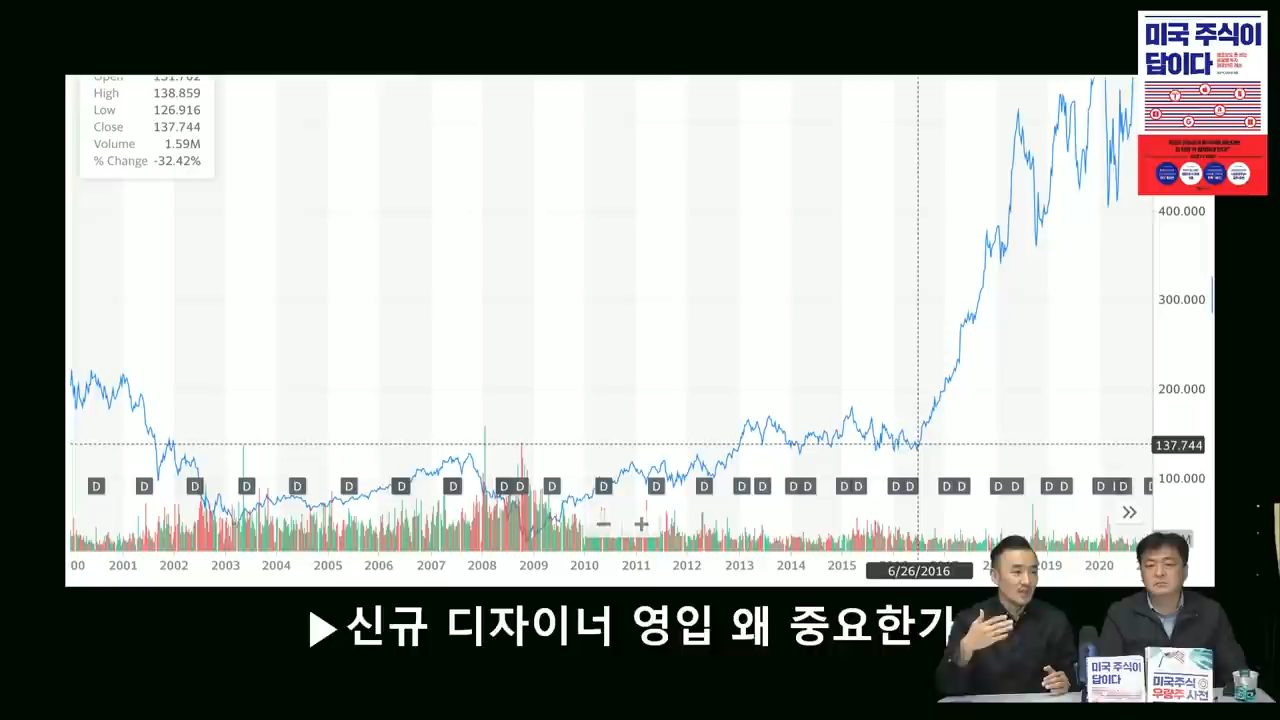 미국 주식이
답이다
Open 131.702
High 138.859
Low 126.916
Close 137.744
Volume 1.59M
% Change -32.42%
400.000
300.000
200.000
137.744
100.000
D D D D D D D D D D D D D D D D D D D D D D D D D D D
00 2001 2002 2003 2004 2005 2006 2007 2008 2009 2010 2011 2012 2013 2014 2015 6/26/2016 2019 2020
▶신규 디자이너 영입 왜 중요한가
미국 주식이
답이다
미국주식
우량주 사전